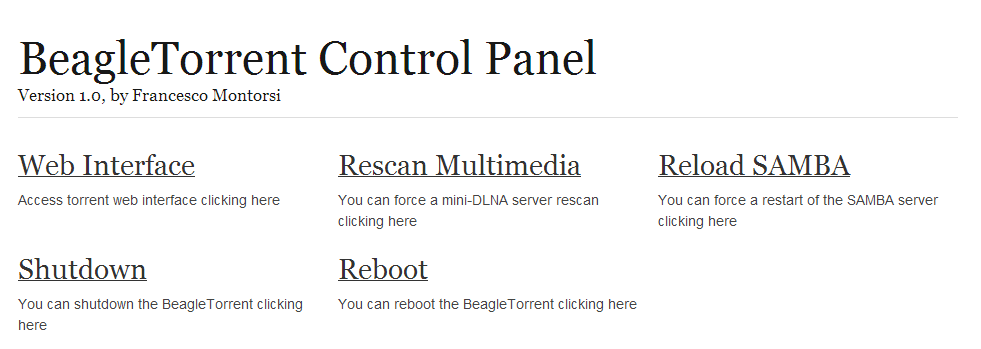 BeagleTorrent Control Panel
Version 1.0, by Francesco Montorsi
Web Interface
Access torrent web interface clicking here
Rescan Multimedia
You can force a mini-DLNA server rescan
clicking here
Reload SAMBA
You can force a restart of the SAMBA server
clicking here
Shutdown
You can shutdown the BeagleTorrent clicking
here
Reboot
You can reboot the BeagleTorrent clicking here